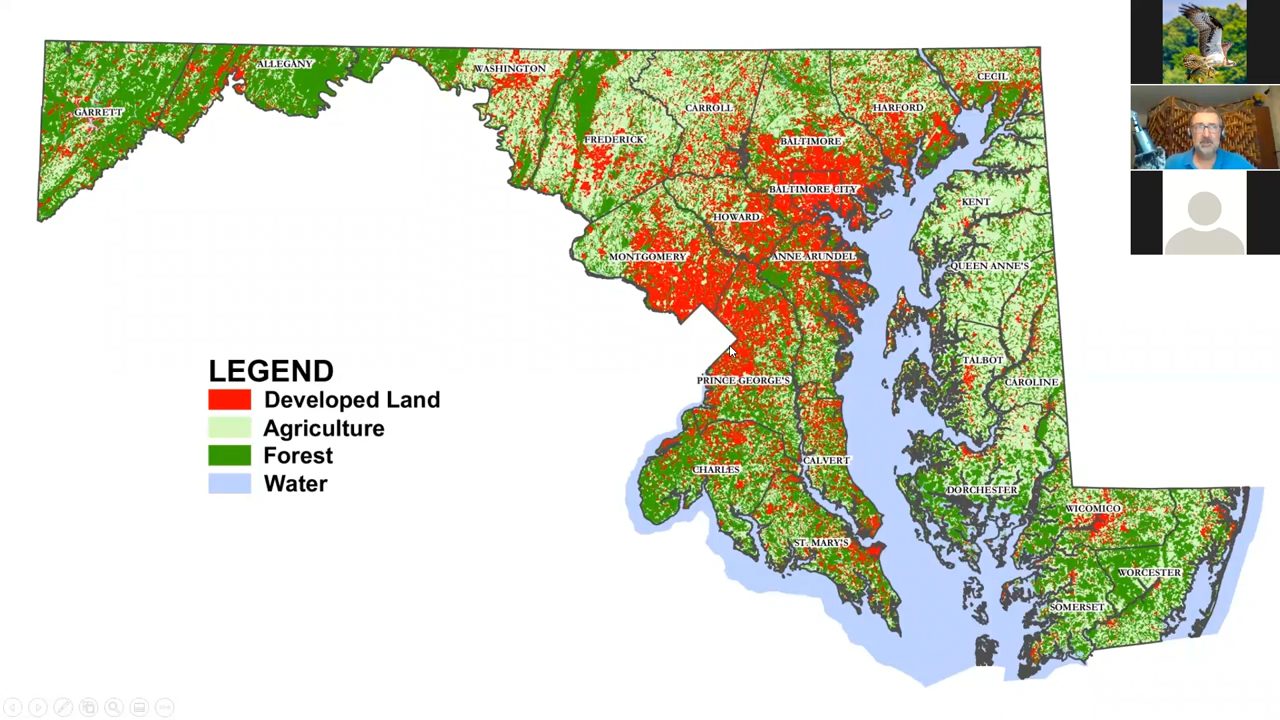 ALLEGANY
WASHINGTON
CECIL
GARRETT
CARROLL
HARFORD
FREDERICK
BALTIMORE
BALTIMORE CITY
KENT
HOWARD
MONTGOMERY
ANNE ARUNDEL
QUEEN ANNE'S
TALBOT
CAROLINE
PRINCE GEORGE'S
LEGEND
Developed Land
Agriculture
Forest
Water
CHARLES
CALVERT
DORCHESTER
WICOMICO
ST. MARY'S
WORCESTER
SOMERSET